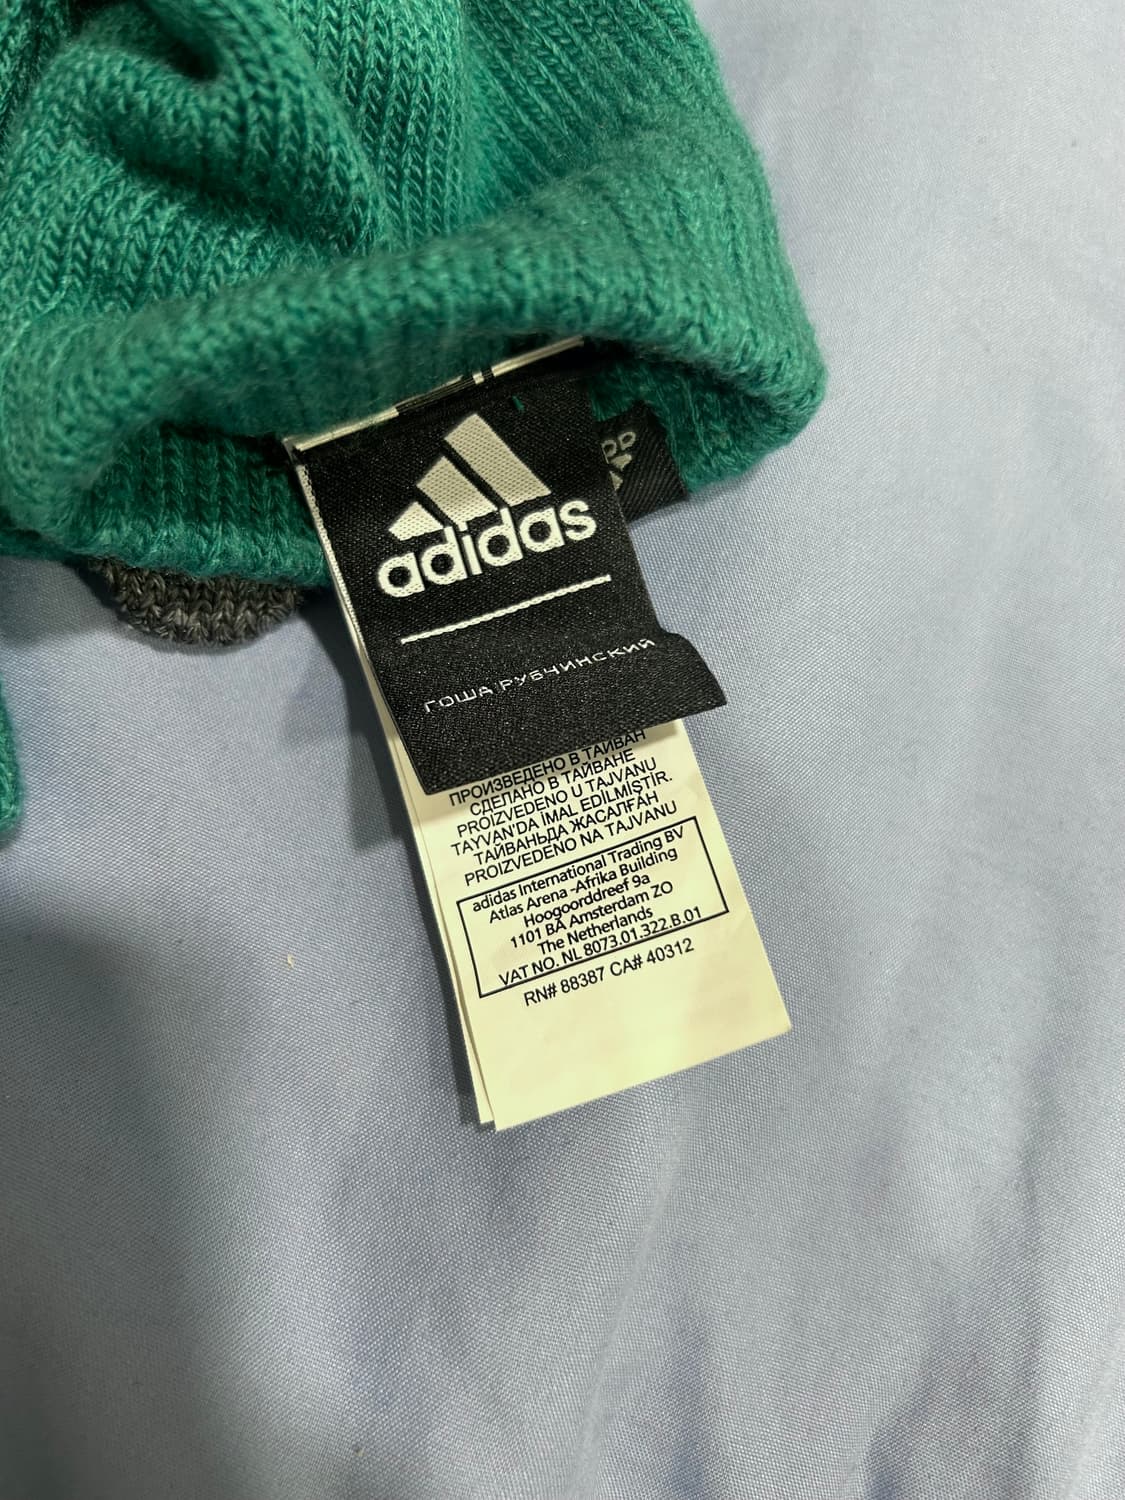 adidas
ГОША РУБЧИНСКИЙ
ПРОИЗВЕДЕНО В ТАЙВАН
СДЕЛАНО В ТАЙВАНЕ
PROIZVEDENO U TAJVANU
TAYVAN'DA İMAL EDİLMİŞTİR.
ТАЙВАНЬДА ЖАСАЛҒАН
PROIZVEDENO NA TAJVANU
adidas International Trading BV
Atlas Arena -Afrika Building
Hoogoorddreef 9a
1101 BA Amsterdam ZO
The Netherlands
VAT NO. NL 8073.01.322.B.01
RN# 88387 CA# 40312